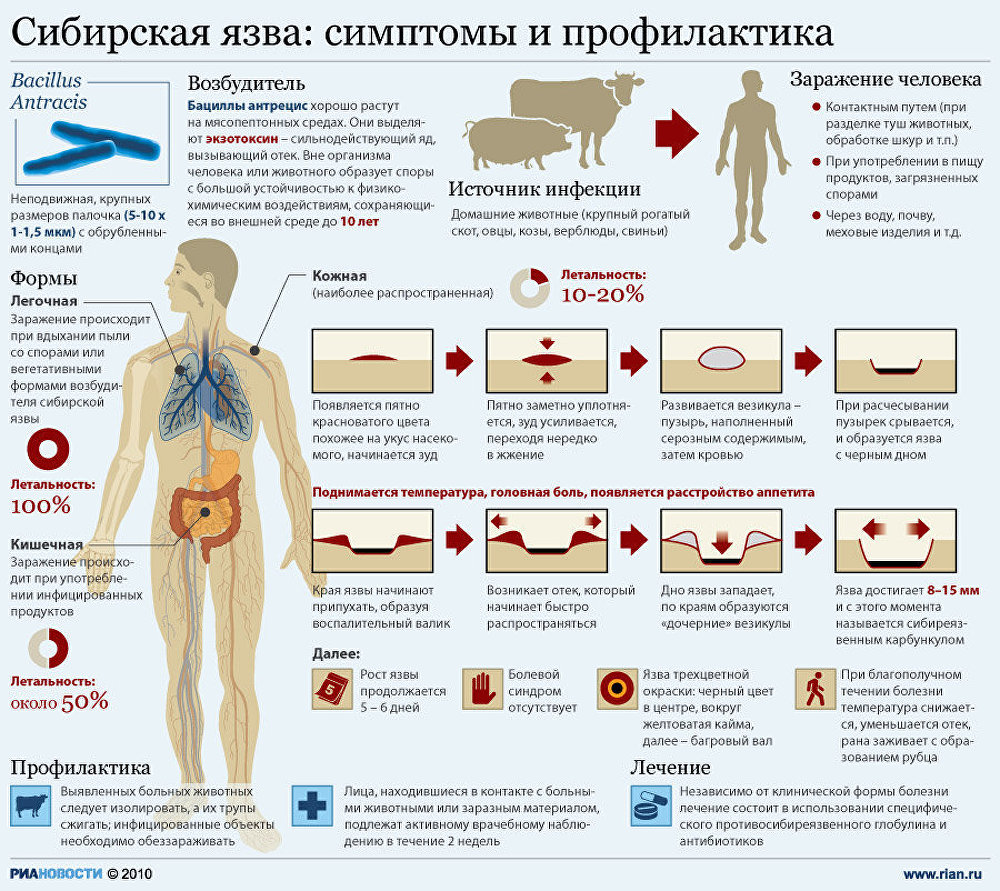 Сибирская язва: симптомы и профилактика
Bacillus
Antracis
Неподвижная, крупных
размеров палочка (5-10 х
1-1,5 мкм) с обрубленны-
ми концами
Возбудитель
Бациллы антрецис хорошо растут
на мясопептонных средах. Они выделя-
ют экзотоксин – сильнодействующий яд,
вызывающий отек. Вне организма
человека или животного образует споры
с большой устойчивостью к физико-
химическим воздействиям, сохраняющи-
еся во внешней среде до 10 лет
Источник инфекции
Домашние животные (крупный рогатый
скот, овцы, козы, верблюды, свиньи)
Заражение человека
Контактным путем (при
разделке туш животных,
обработке шкур и т.п.)
При употреблении в пищу
продуктов, загрязненных
спорами
Через воду, почву,
меховые изделия и т.д.
Формы
Легочная
Заражение происходит
при вдыхании пыли
со спорами или
вегетативными
формами возбуди-
теля сибирской
язвы
Летальность:
100%
Кишечная
Заражение происхо-
дит при употребле-
нии инфицированных
продуктов
Летальность:
около 50%
Кожная
(наиболее распространенная)
Летальность:
10-20%
Появляется пятно
красноватого цвета
похожее на укус насеко-
мого, начинается зуд
Пятно заметно уплотня-
ется, зуд усиливается,
переходя нередко
в жжение
Развивается везикула –
пузырь, наполненный
серозным содержимым,
затем кровью
При расчесывании
пузырек срывается,
и образуется язва
с черным дном
Поднимается температура, головная боль, появляется расстройство аппетита
Края язвы начинают
припухать, образуя
воспалительный валик
Возникает отек, который
начинает быстро
распространяться
Дно язвы западает,
по краям образуются
«дочерние» везикулы
Язва достигает 8–15 мм
и с этого момента
называется сибиреяз-
венным карбункулом
Далее:
5
Рост язвы
продолжается
5 – 6 дней
Болевой
синдром
отсутствует
Язва трехцветной
окраски: черный цвет
в центре, вокруг
желтоватая кайма,
далее – багровый вал
При благополучном
течении болезни
температура снижает-
ся, уменьшается отек,
рана заживает с обра-
зованием рубца
Профилактика
Выявленных больных животных
следует изолировать, а их трупы
сжигать; инфицированные объекты
необходимо обеззараживать
Лица, находившиеся в контакте с больны-
ми животными или заразным материалом,
подлежат активному врачебному наблю-
дению в течение 2 недель
Лечение
Независимо от клинической формы болезни
лечение состоит в использовании специфиче-
ского противосибиреязвенного глобулина и
антибиотиков
РИАНОВОСТИ © 2010
www.rian.ru